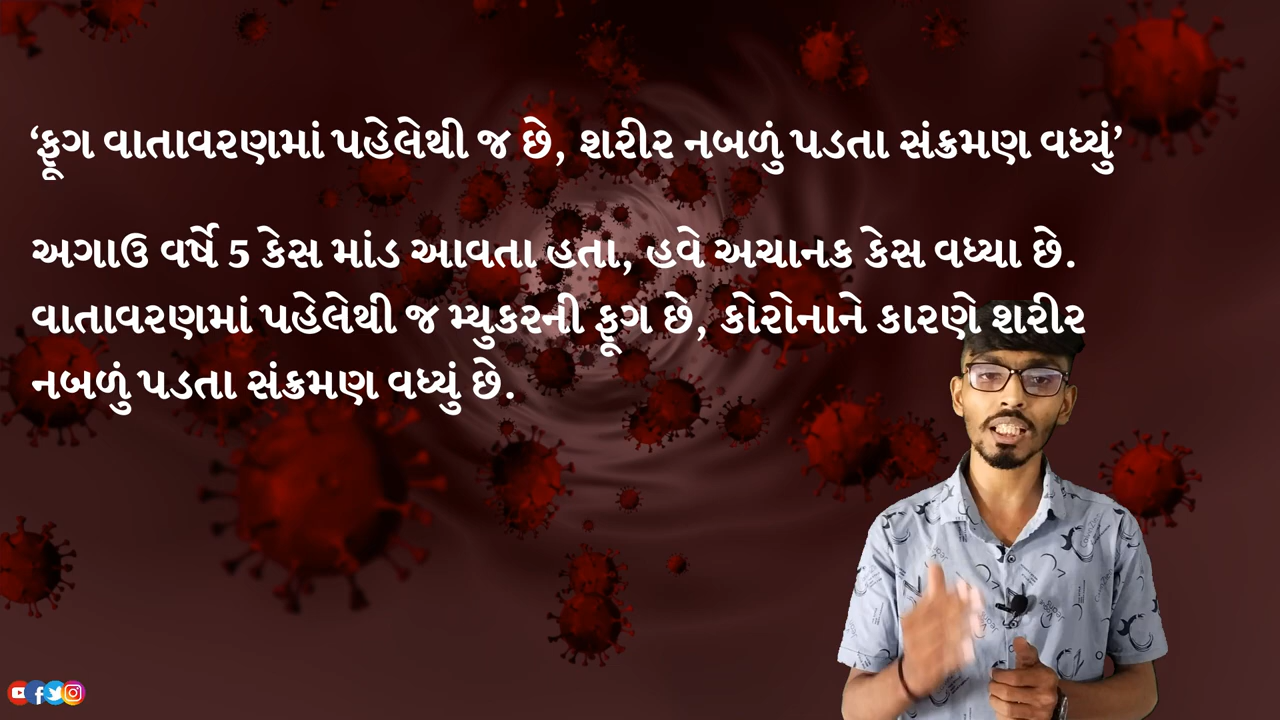 ‘ફૂગ વાતાવરણમાં પહેલેથી જ છે, શરીર નબળું પડતા સંક્રમણ વધ્યું’
અગાઉ વર્ષે 5 કેસ માંડ આવતા હતા, હવે અચાનક કેસ વધ્યા છે.
વાતાવરણમાં પહેલેથી જ મ્યુકરની ફૂગ છે, કોરોનાને કારણે શરીર
નબળું પડતા સંક્રમણ વધ્યું છે.